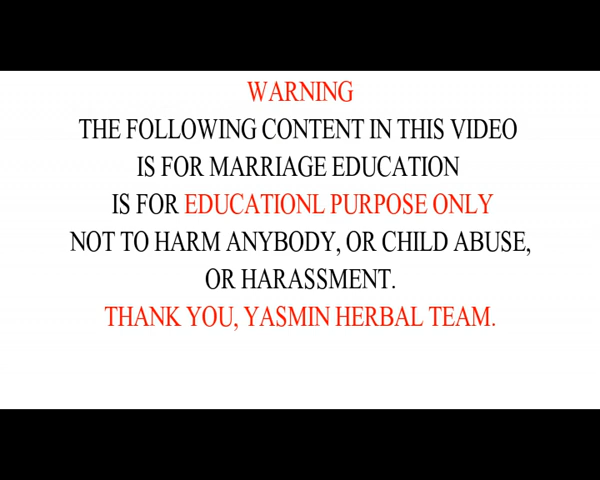 WARNING
THE FOLLOWING CONTENT IN THIS VIDEO
IS FOR MARRIAGE EDUCATION
IS FOR EDUCATIONL PURPOSE ONLY
NOT TO HARM ANYBODY, OR CHILD ABUSE,
OR HARASSMENT.
THANK YOU, YASMIN HERBAL TEAM.